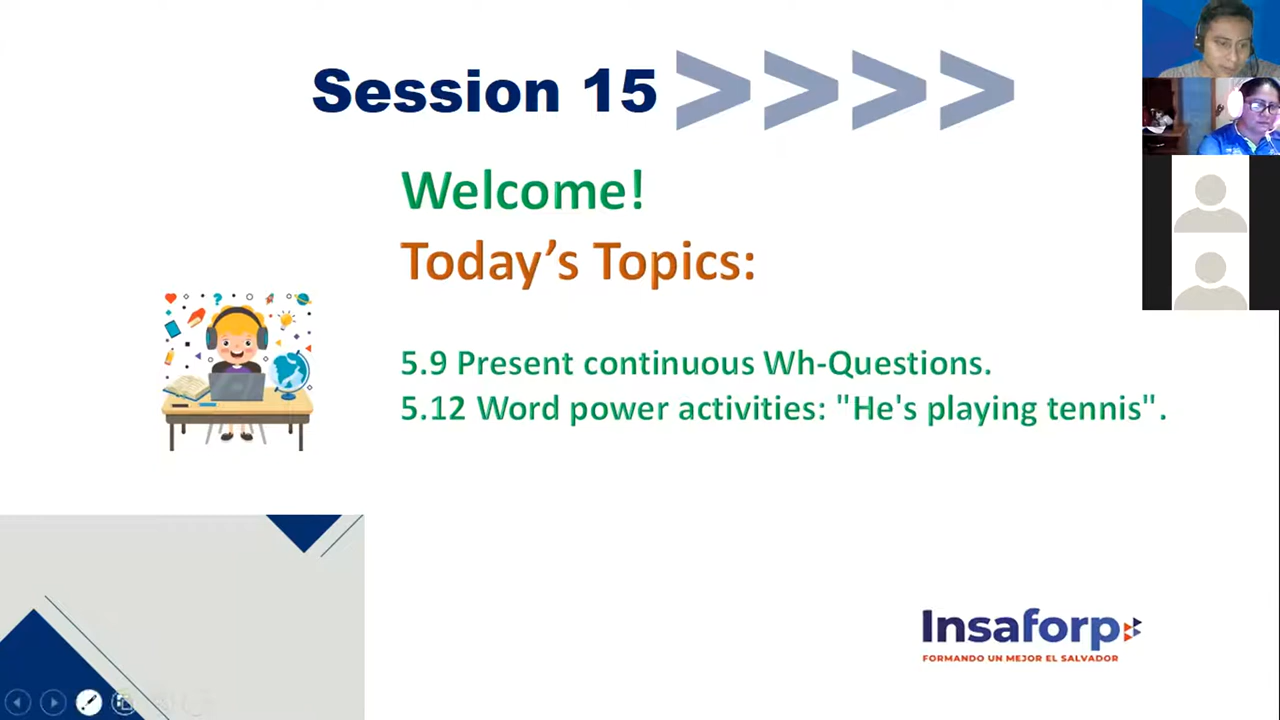 Session 15
Welcome!
Today's Topics:
5.9 Present continuous Wh-Questions.
5.12 Word power activities: "He's playing tennis".
Insaforp
FORMANDO UN MEJOR EL SALVADOR